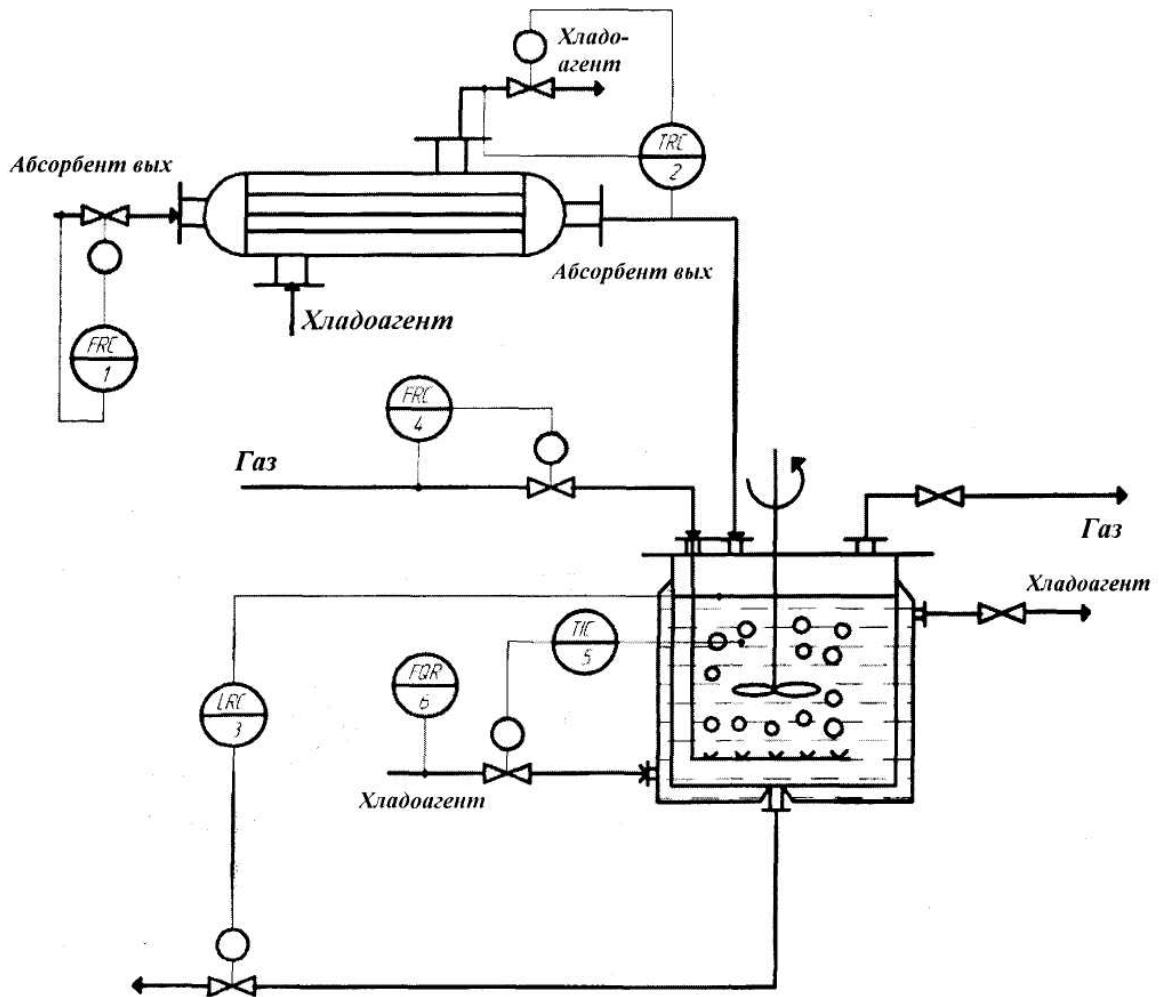 Хладо-
агент
TRC
2
Абсорбент вых
Абсорбент вых
Хладоагент
FRC
1
FRC
4
Газ
Газ
Хладоагент
TIC
5
FQR
6
LRC
3
Хладоагент